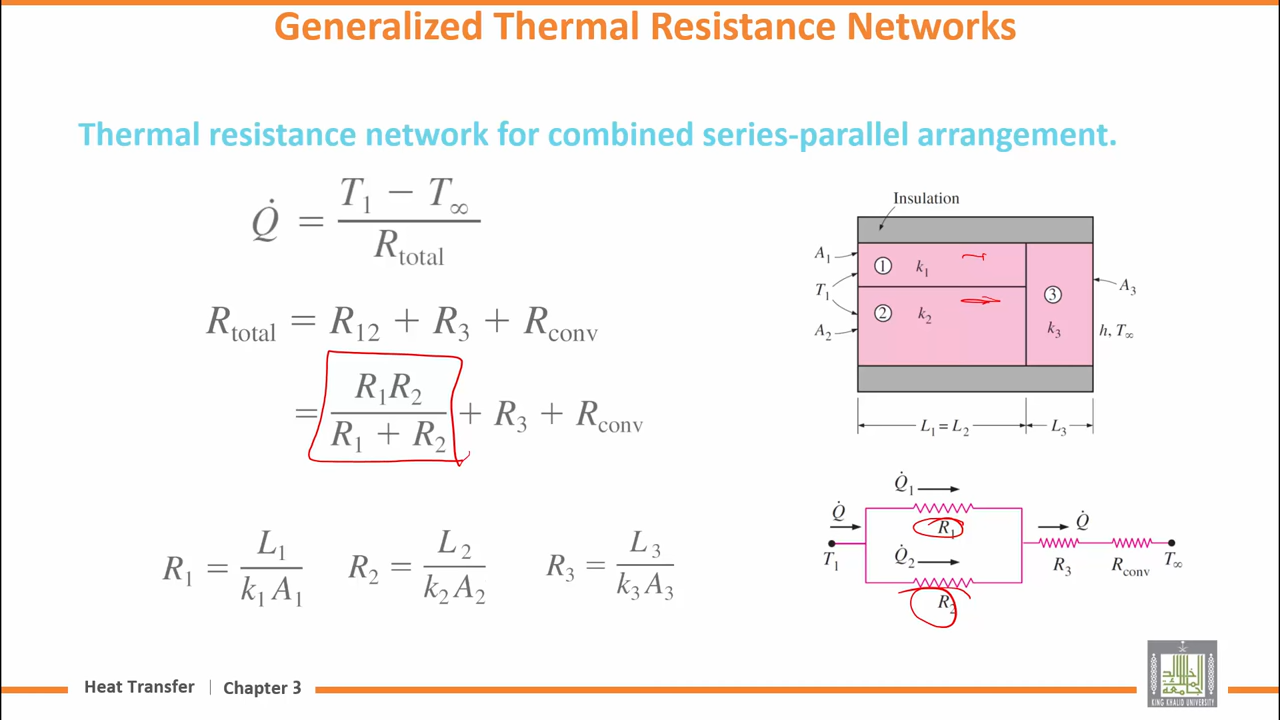 Generalized Thermal Resistance Networks
Thermal resistance network for combined series-parallel arrangement.
Q̇ = (T₁ − T∞) / R_total
R_total = R₁₂ + R₃ + R_conv
= R₁R₂ / (R₁ + R₂) + R₃ + R_conv
R₁ = L₁ / (k₁A₁)   R₂ = L₂ / (k₂A₂)   R₃ = L₃ / (k₃A₃)
Insulation
A₁
① k₁
T₁
② k₂
A₂
③
k₃
A₃
h, T∞
L₁ = L₂
L₃
Q̇₁
R₁
Q̇
Q̇₂
Q̇
T₁
R₂
R₃
R_conv
T∞
Heat Transfer | Chapter 3
KING KHALID UNIVERSITY